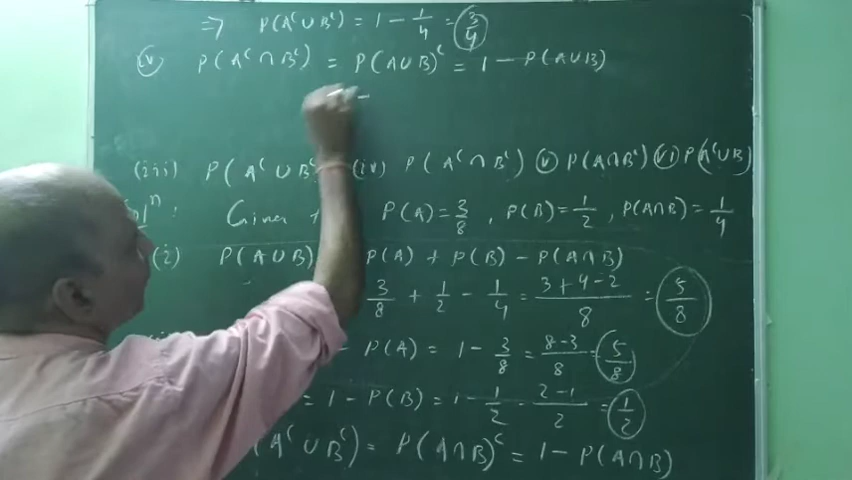 ⇒ P(Aᶜ ∪ Bᶜ) = 1 - 1/4 = 3/4
(iv) P(Aᶜ ∩ Bᶜ) = P(A ∪ B)ᶜ = 1 - P(A ∪ B)
(iii) P(Aᶜ ∪ Bᶜ (iv) P(Aᶜ ∩ Bᶜ) (v) P(A ∩ Bᶜ) (vi) P(Aᶜ ∪ B)
olⁿ : Given P(A) = 3/8, P(B) = 1/2, P(A ∩ B) = 1/4
(i) P(A ∪ B) P(A) + P(B) - P(A ∩ B)
3/8 + 1/2 - 1/4 = (3+4-2)/8 = 5/8
- P(A) = 1 - 3/8 = (8-3)/8 = 5/8
= 1 - P(B) = 1 - 1/2 = (2-1)/2 = 1/2
(Aᶜ ∪ Bᶜ) = P(A ∩ B)ᶜ = 1 - P(A ∩ B)